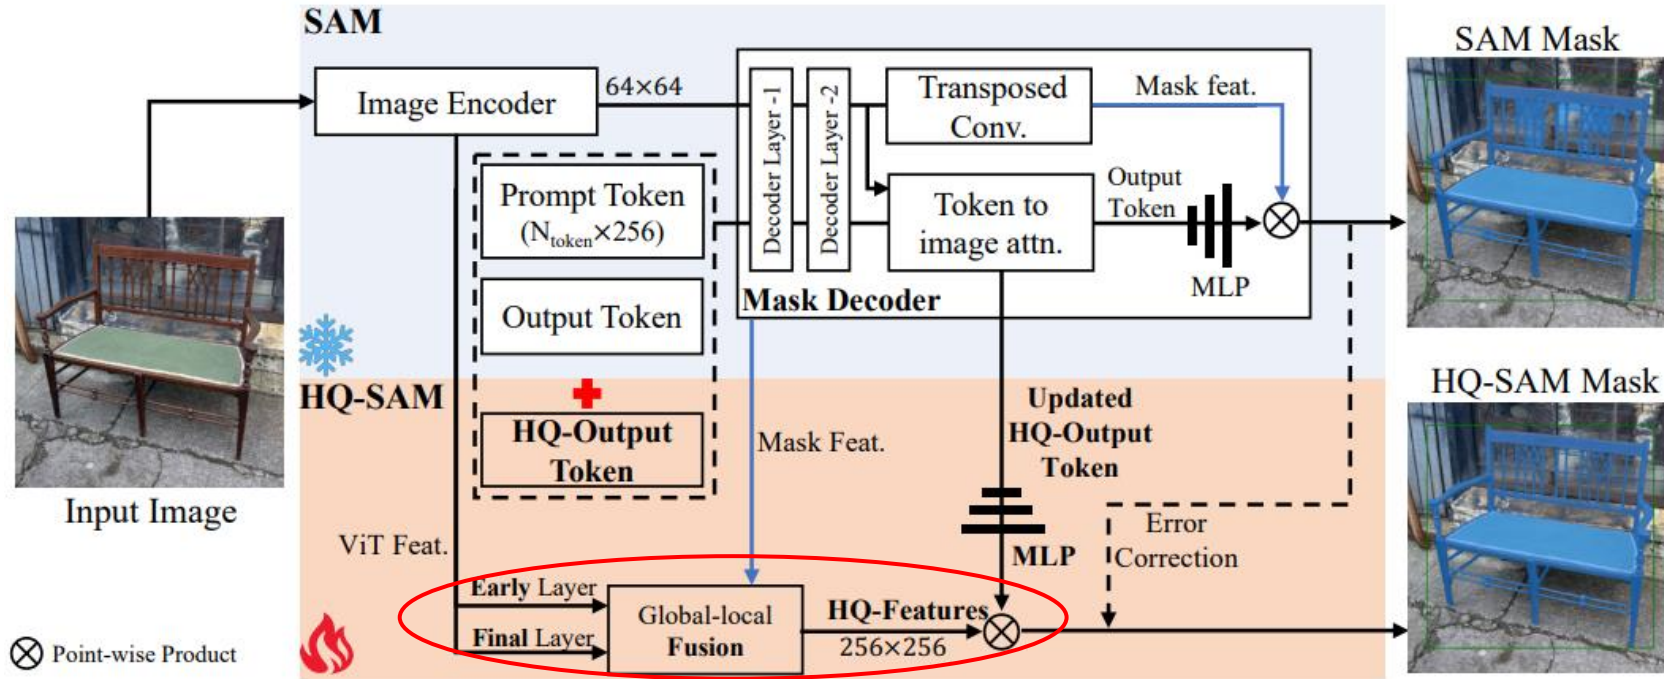 SAM
Image Encoder
64×64
Prompt Token
(N_token×256)
Output Token
Decoder Layer -1
Decoder Layer -2
Transposed
Conv.
Mask feat.
Token to
image attn.
Output
Token
MLP
Mask Decoder
SAM Mask
Input Image
HQ-SAM
HQ-Output
Token
Mask Feat.
Updated
HQ-Output
Token
MLP
Error
Correction
HQ-SAM Mask
ViT Feat.
Early Layer
Final Layer
Global-local
Fusion
HQ-Features
256×256
Point-wise Product